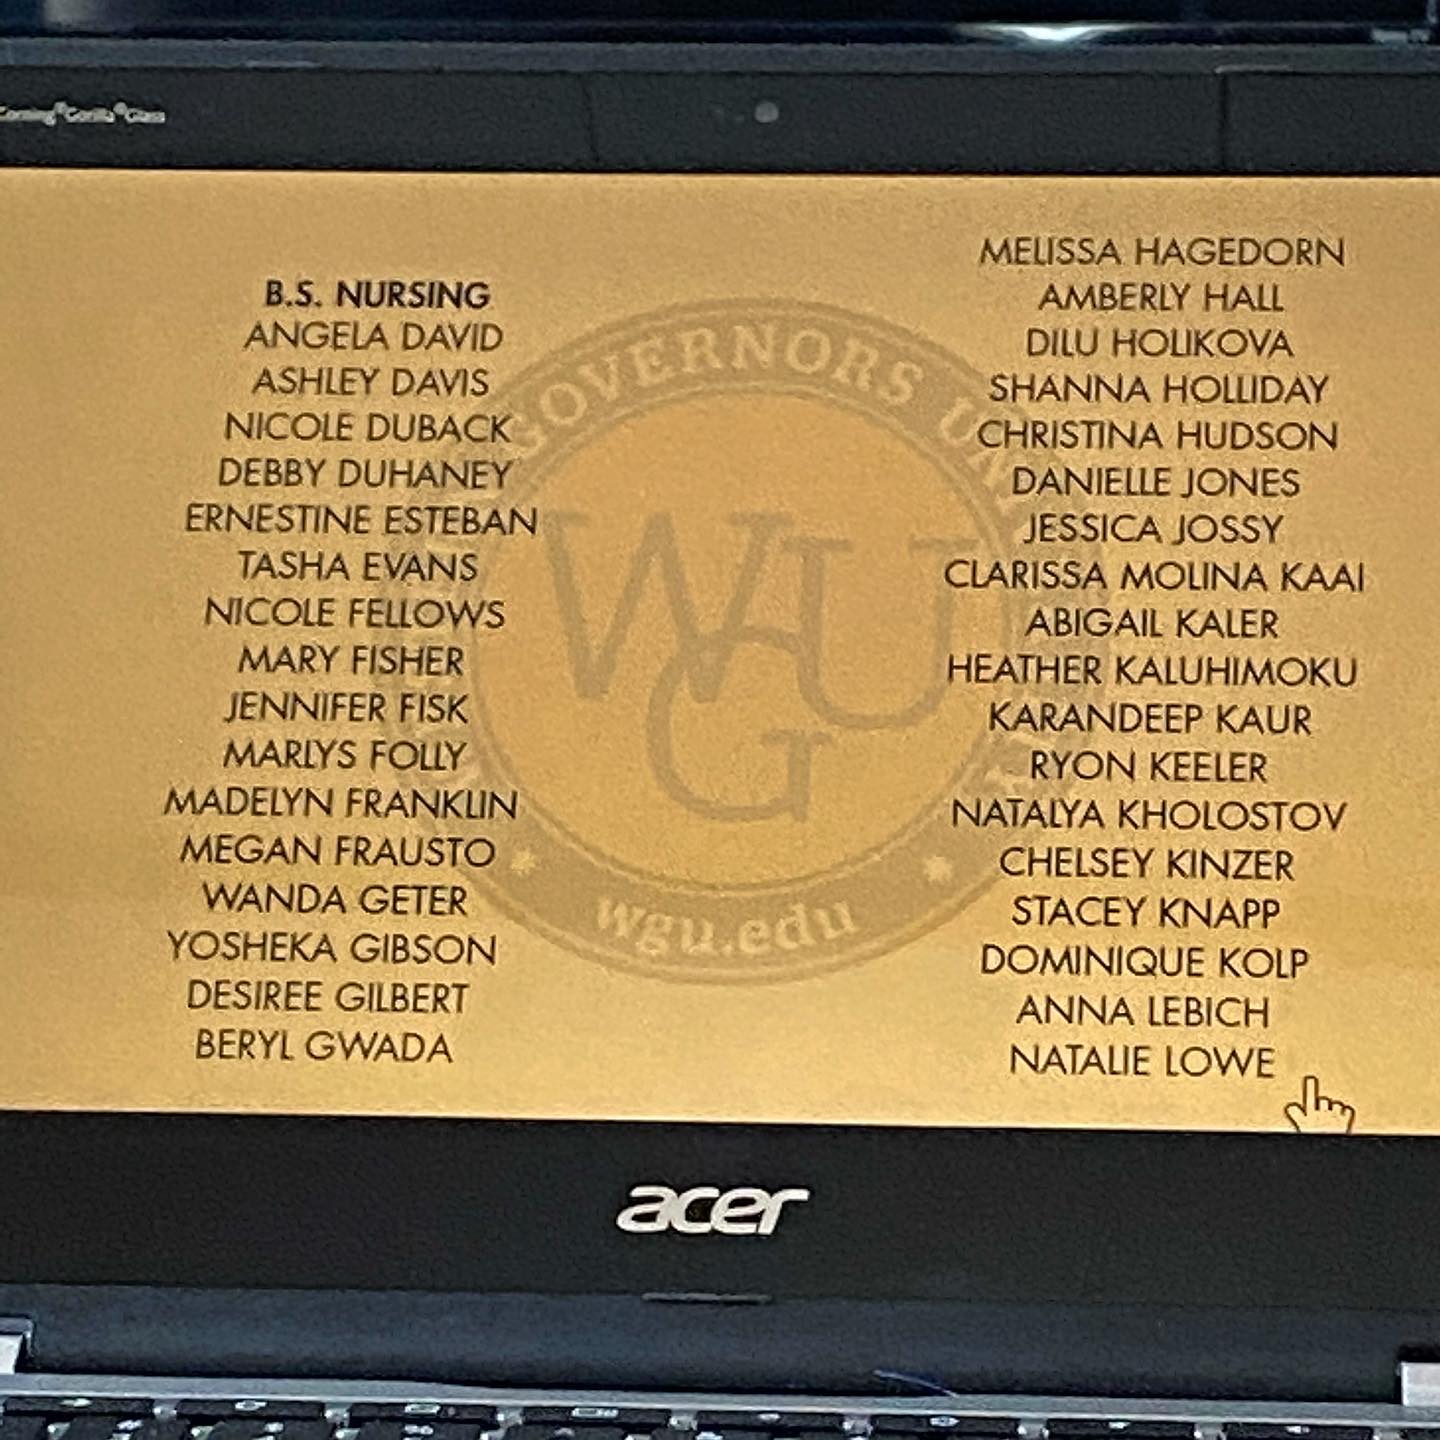 Corning® Gorilla® Glass
B.S. NURSING
ANGELA DAVID
ASHLEY DAVIS
NICOLE DUBACK
DEBBY DUHANEY
ERNESTINE ESTEBAN
TASHA EVANS
NICOLE FELLOWS
MARY FISHER
JENNIFER FISK
MARLYS FOLLY
MADELYN FRANKLIN
MEGAN FRAUSTO
WANDA GETER
YOSHEKA GIBSON
DESIREE GILBERT
BERYL GWADA
GOVERNORS UNI
WGU
wgu.edu
MELISSA HAGEDORN
AMBERLY HALL
DILU HOLIKOVA
SHANNA HOLLIDAY
CHRISTINA HUDSON
DANIELLE JONES
JESSICA JOSSY
CLARISSA MOLINA KAAI
ABIGAIL KALER
HEATHER KALUHIMOKU
KARANDEEP KAUR
RYON KEELER
NATALYA KHOLOSTOV
CHELSEY KINZER
STACEY KNAPP
DOMINIQUE KOLP
ANNA LEBICH
NATALIE LOWE
acer